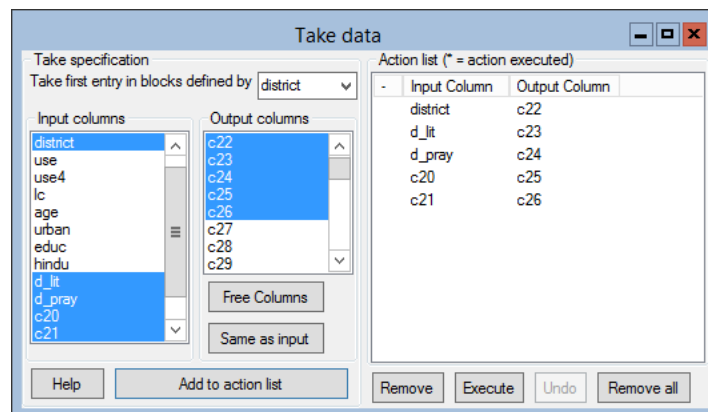 Take data
Take specification
Take first entry in blocks defined by district
Input columns
district
use
use4
lc
age
urban
educ
hindu
d_lit
d_pray
c20
c21
Output columns
c22
c23
c24
c25
c26
c27
c28
c29
Free Columns
Same as input
Help
Add to action list
Action list (* = action executed)
- Input Column Output Column
district c22
d_lit c23
d_pray c24
c20 c25
c21 c26
Remove Execute Undo Remove all